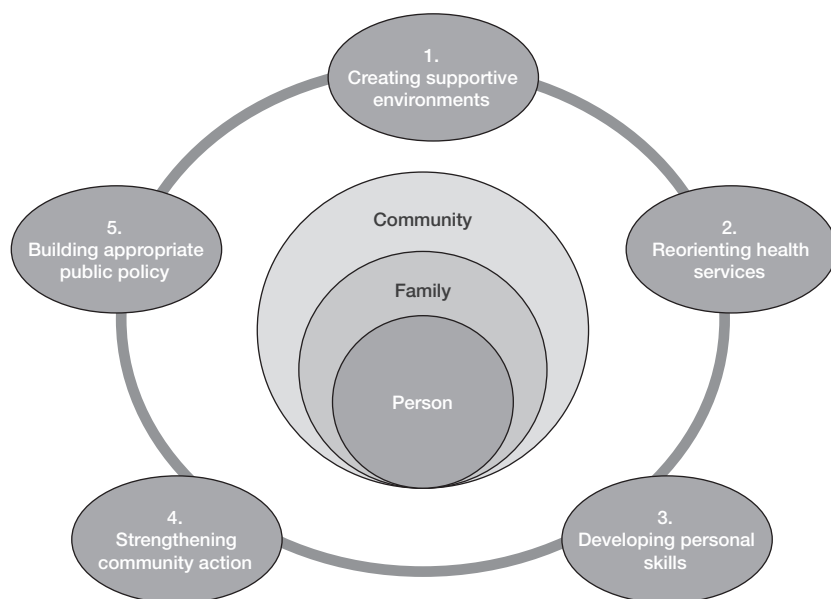 1.
Creating supportive
environments
2.
Reorienting health
services
3.
Developing personal
skills
4.
Strengthening
community action
5.
Building appropriate
public policy
Community
Family
Person